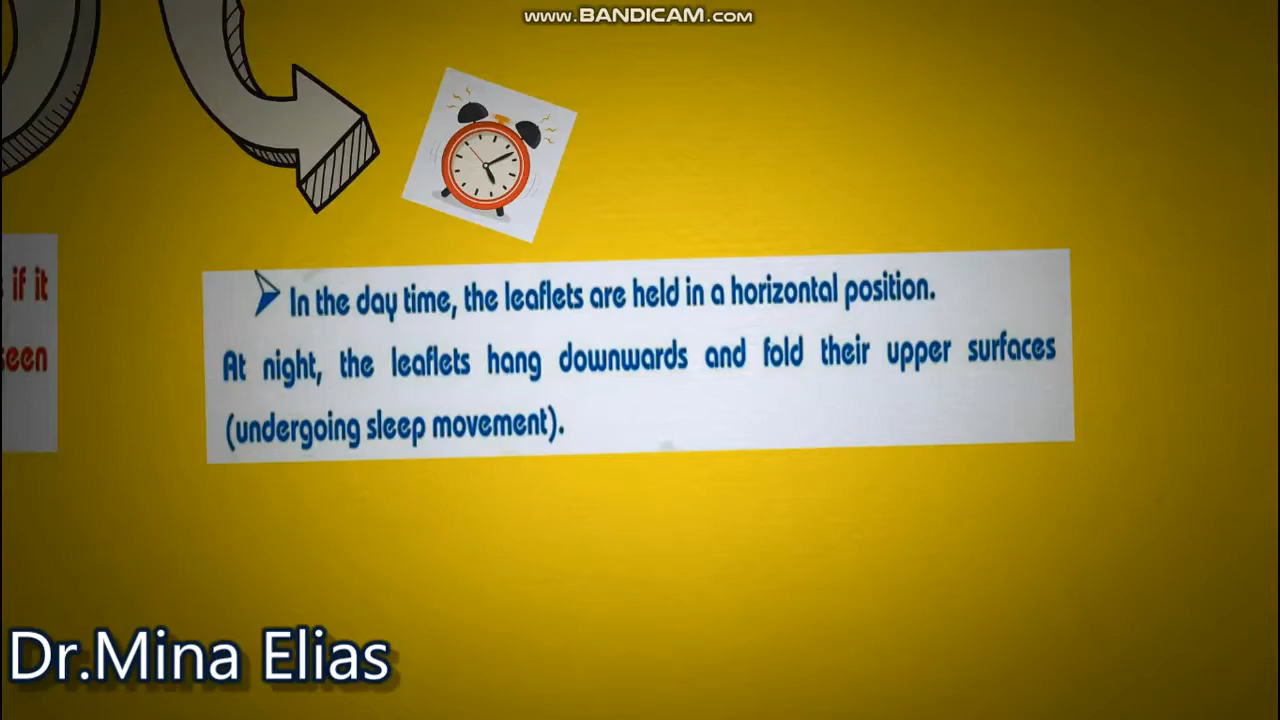 www.BANDICAM.com
if it
seen
In the day time, the leaflets are held in a horizontal position.
At night, the leaflets hang downwards and fold their upper surfaces
(undergoing sleep movement).
Dr.Mina Elias